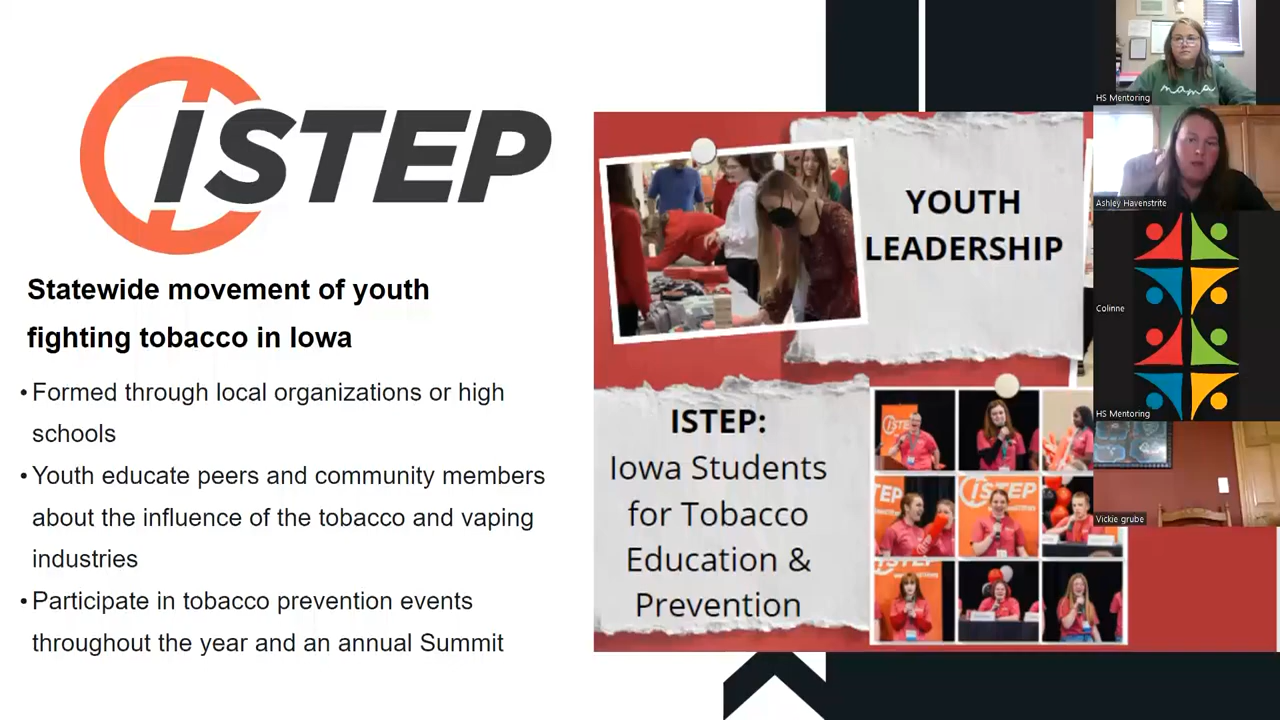 iSTEP
Statewide movement of youth
fighting tobacco in Iowa
• Formed through local organizations or high
schools
• Youth educate peers and community members
about the influence of the tobacco and vaping
industries
• Participate in tobacco prevention events
throughout the year and an annual Summit
YOUTH
LEADERSHIP
ISTEP:
Iowa Students
for Tobacco
Education &
Prevention
iSTEP
iSTEP
mama
HS Mentoring
Ashley Havenstrite
Colinne
HS Mentoring
Vickie grube